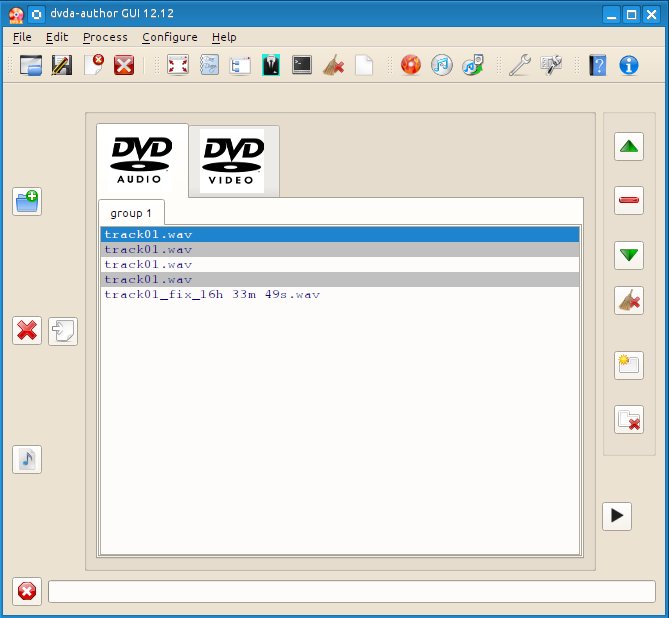 dvda-author GUI 12.12
File Edit Process Configure Help
DVD
AUDIO
DVD
VIDEO
group 1
track01.wav
track01.wav
track01.wav
track01.wav
track01_fix_16h 33m 49s.wav